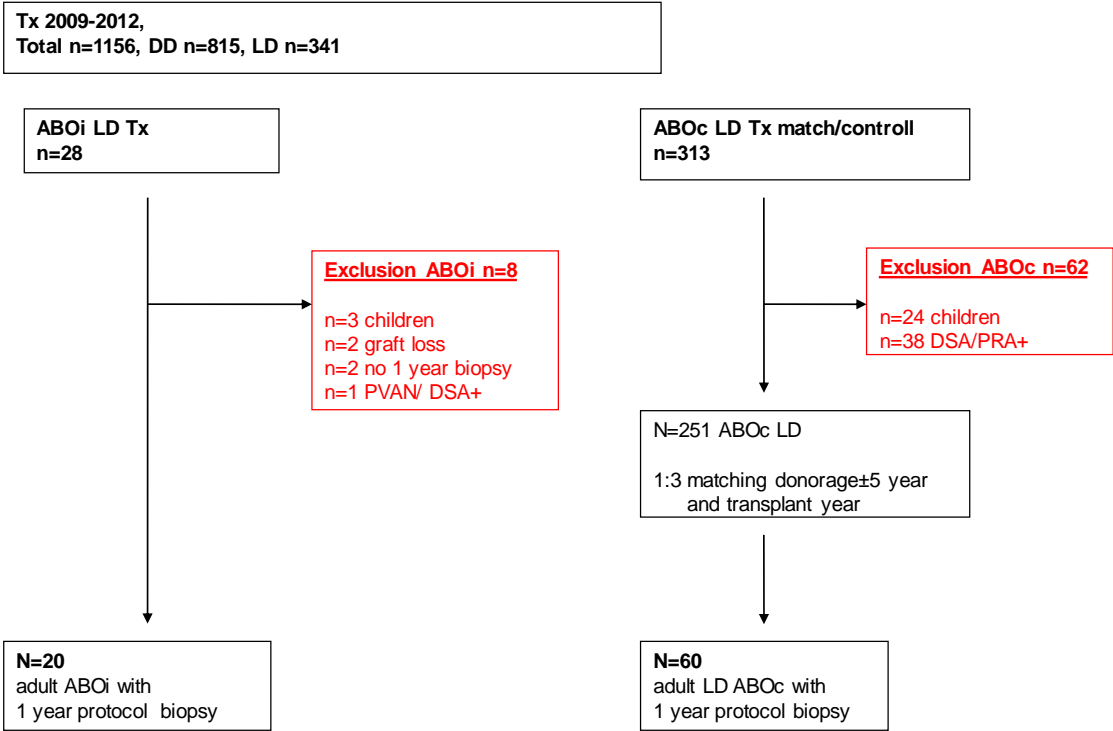 Tx 2009-2012,
Total n=1156, DD n=815, LD n=341
ABOi LD Tx
n=28
ABOc LD Tx match/controll
n=313
Exclusion ABOi n=8
n=3 children
n=2 graft loss
n=2 no 1 year biopsy
n=1 PVAN/ DSA+
Exclusion ABOc n=62
n=24 children
n=38 DSA/PRA+
N=251 ABOc LD
1:3 matching donorage±5 year
and transplant year
N=20
adult ABOi with
1 year protocol biopsy
N=60
adult LD ABOc with
1 year protocol biopsy